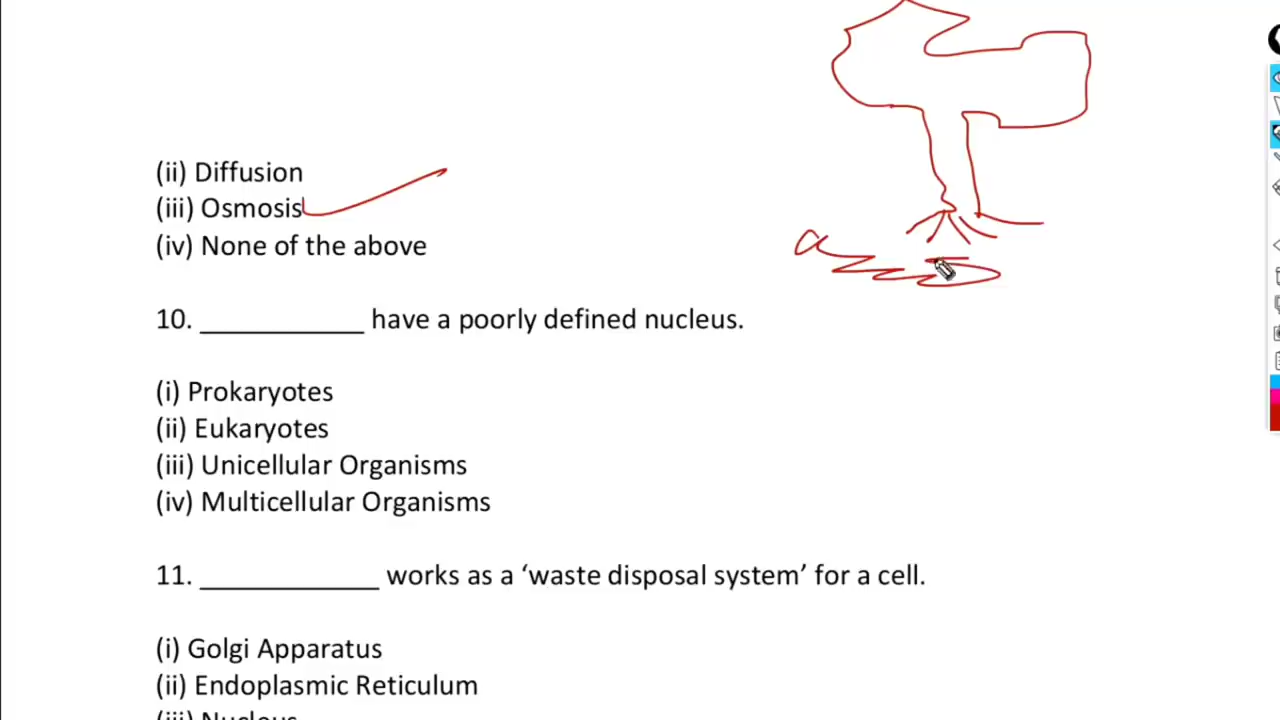 (ii) Diffusion
(iii) Osmosis
(iv) None of the above
10. ____________ have a poorly defined nucleus.
(i) Prokaryotes
(ii) Eukaryotes
(iii) Unicellular Organisms
(iv) Multicellular Organisms
11. _____________ works as a ‘waste disposal system’ for a cell.
(i) Golgi Apparatus
(ii) Endoplasmic Reticulum
(iii) Nucleus